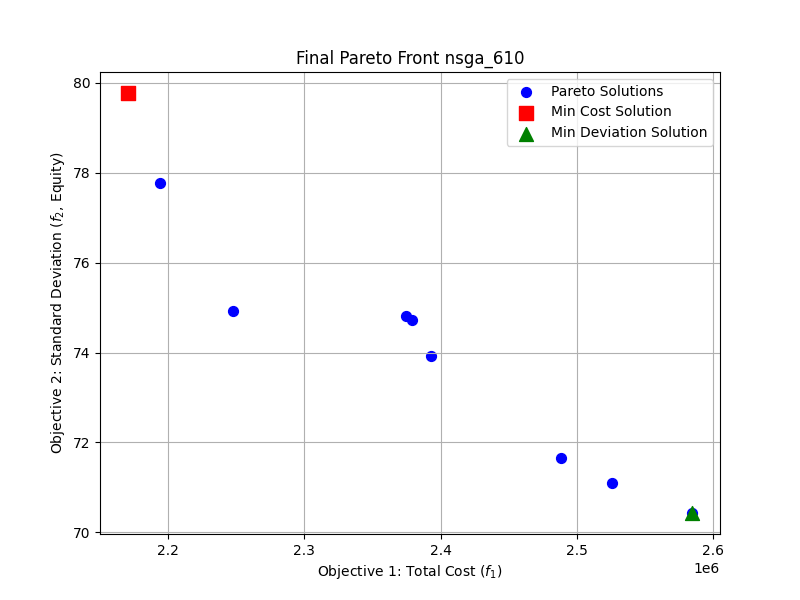 Final Pareto Front nsga_610
Pareto Solutions
Min Cost Solution
Min Deviation Solution
Objective 2: Standard Deviation (f₂, Equity)
80
78
76
74
72
70
2.2 2.3 2.4 2.5 2.6
1e6
Objective 1: Total Cost (f₁)